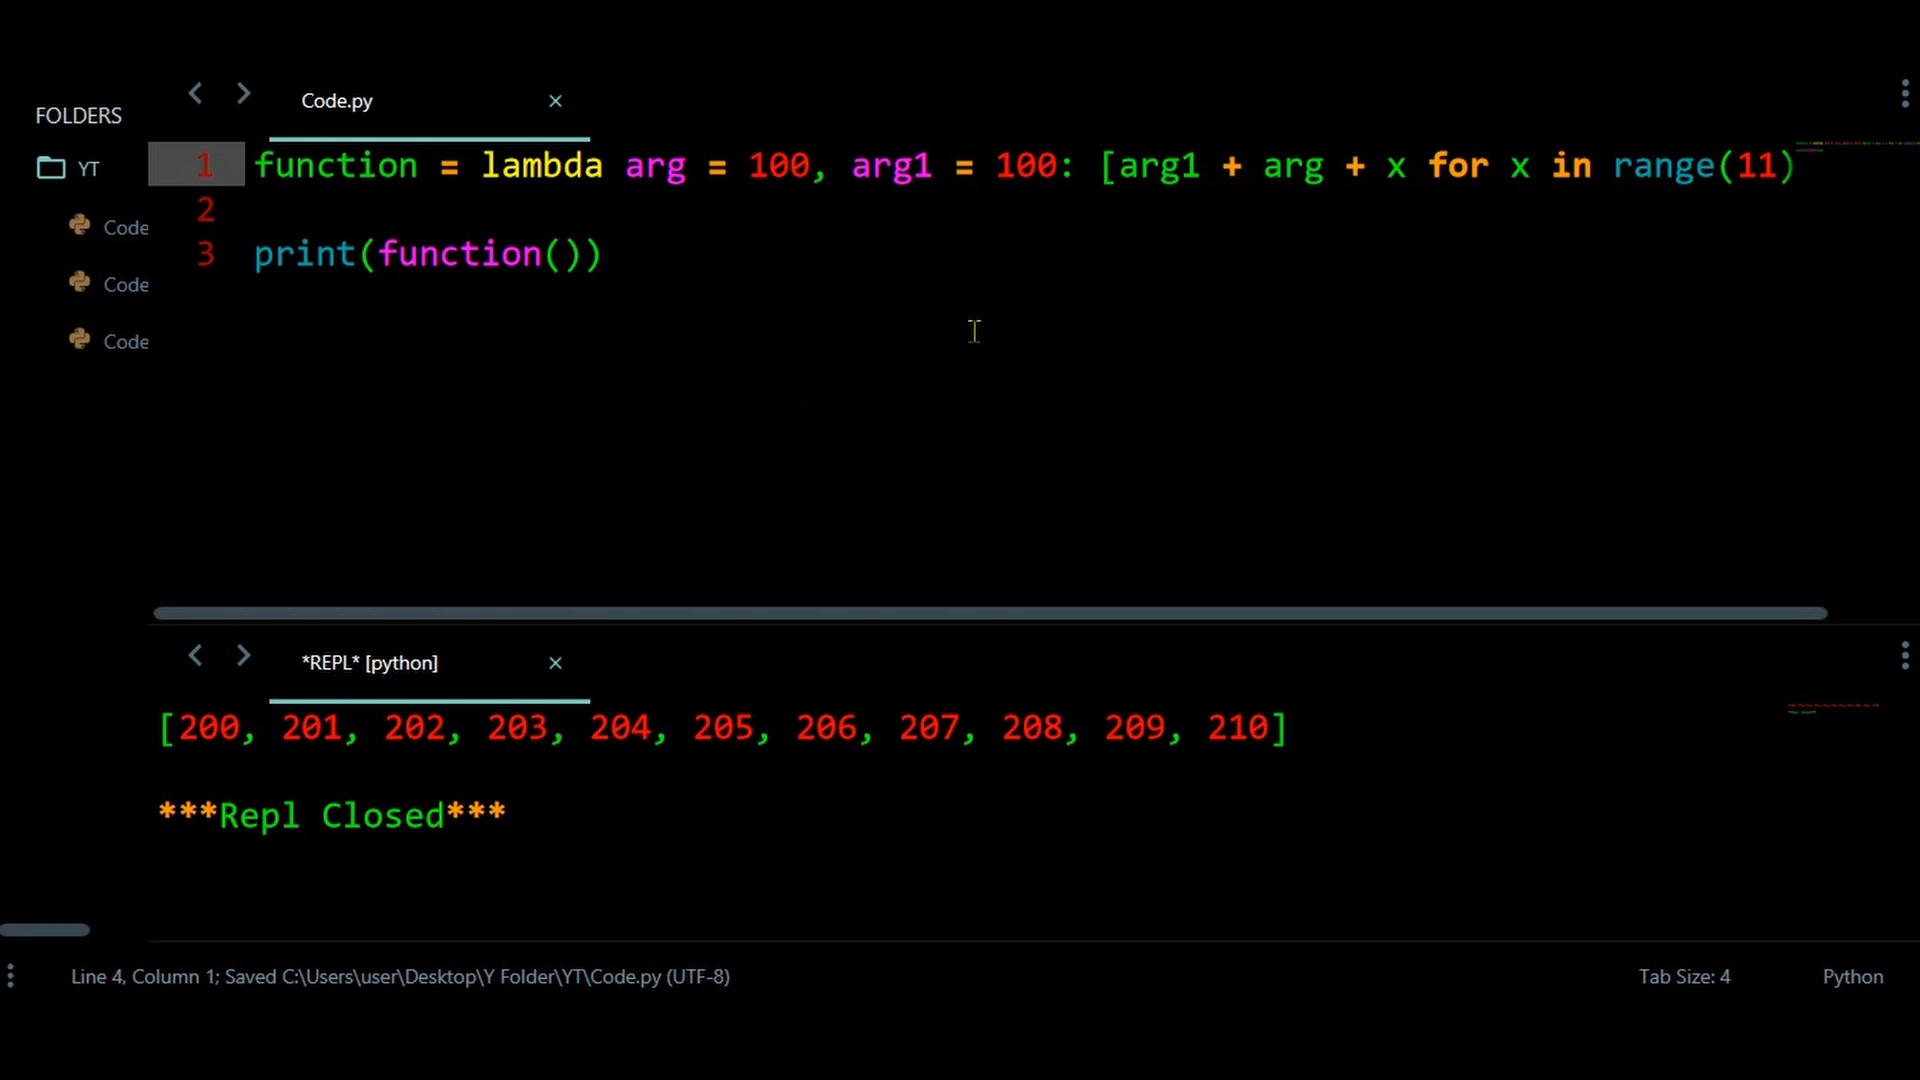 FOLDERS
YT
Code
Code
Code
Code.py
1 function = lambda arg = 100, arg1 = 100: [arg1 + arg + x for x in range(11)
2
3 print(function())
*REPL* [python]
[200, 201, 202, 203, 204, 205, 206, 207, 208, 209, 210]
***Repl Closed***
Line 4, Column 1; Saved C:\Users\user\Desktop\Y Folder\YT\Code.py (UTF-8)
Tab Size: 4
Python